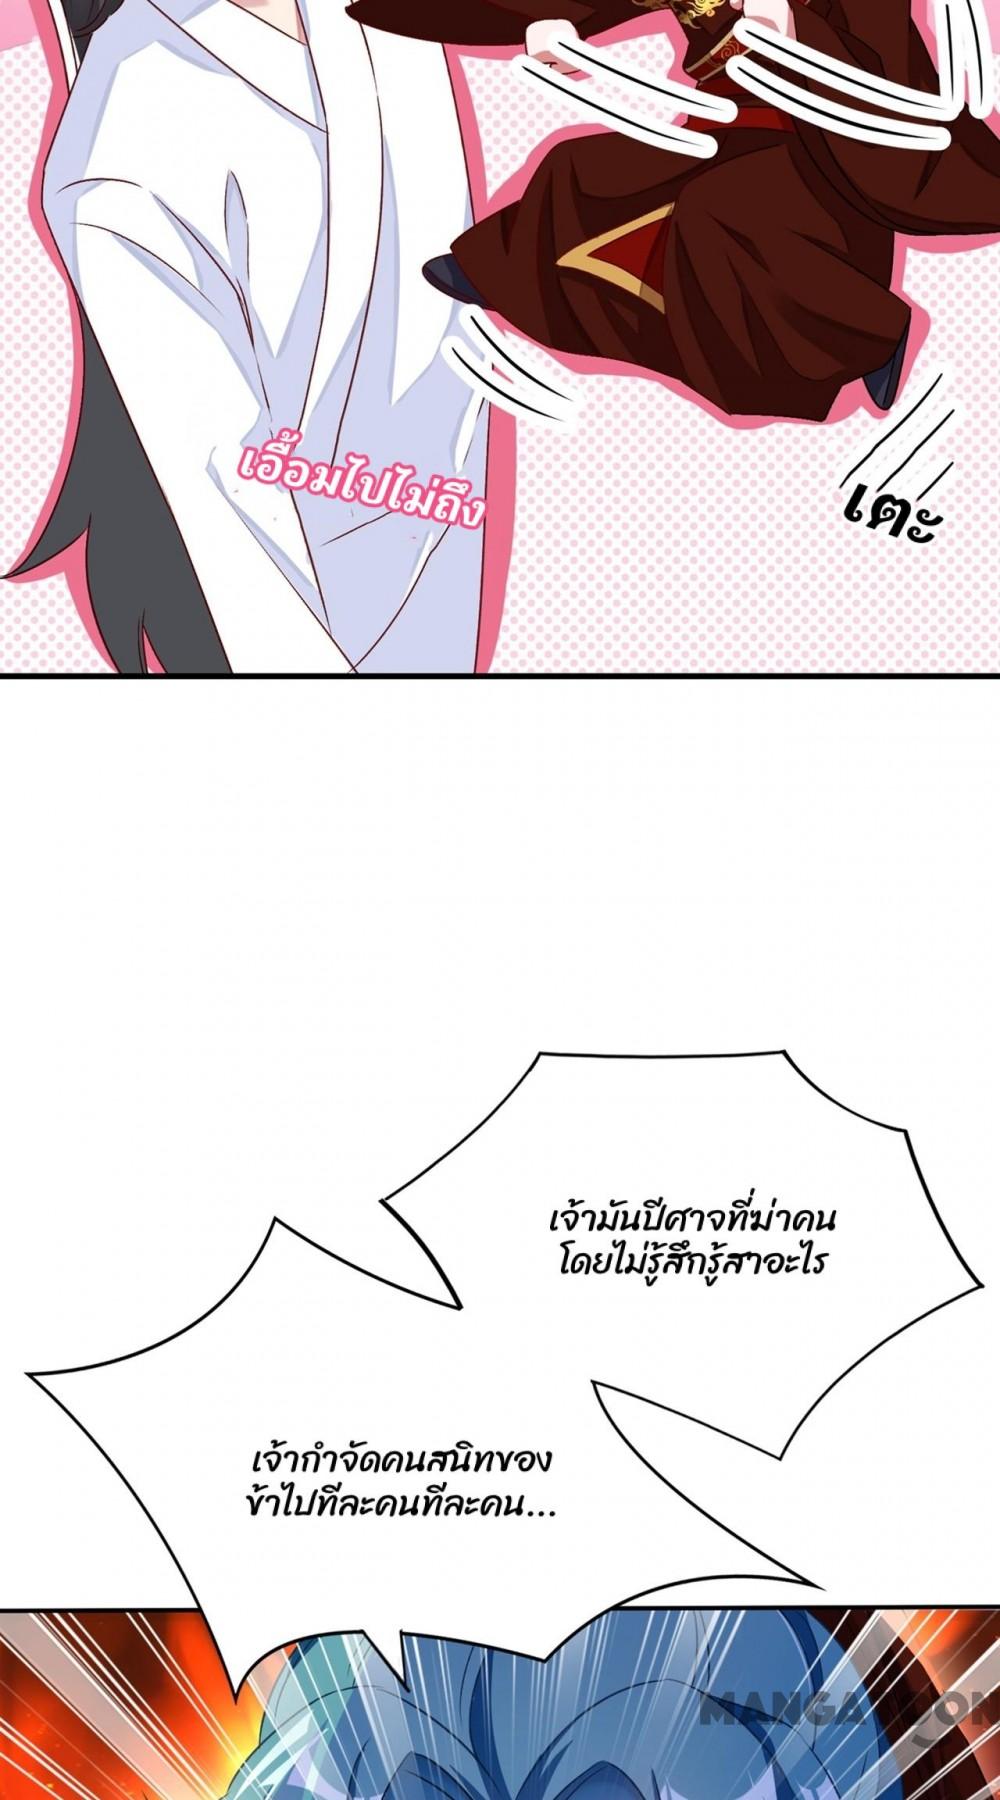 เอื้อมไปไม่ถึง
เตะ
เจ้ามันปีศาจที่ฆ่าคน
โดยไม่รู้สึกรู้สาอะไร
เจ้ากำจัดคนสนิทของ
ข้าไปทีละคนทีละคน...
MANGA TOON